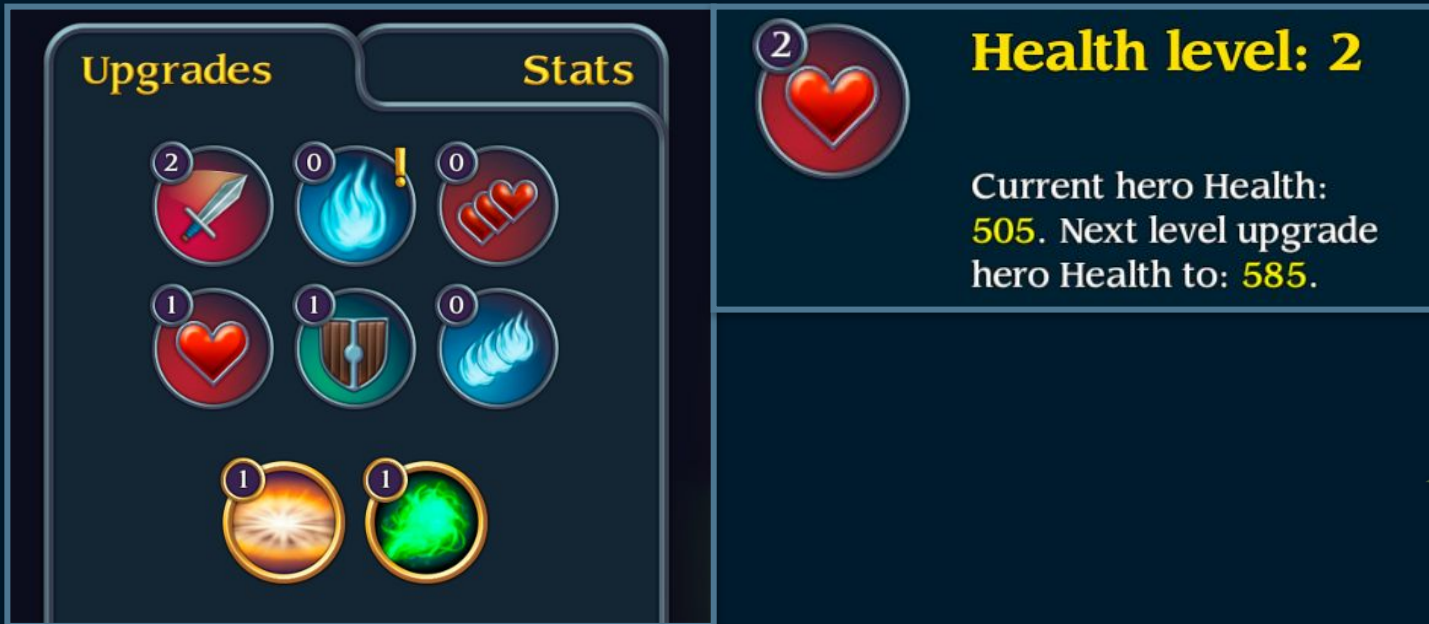 Upgrades
Stats
2
0
!
0
1
1
0
1
1
2
Health level: 2
Current hero Health:
505. Next level upgrade
hero Health to: 585.